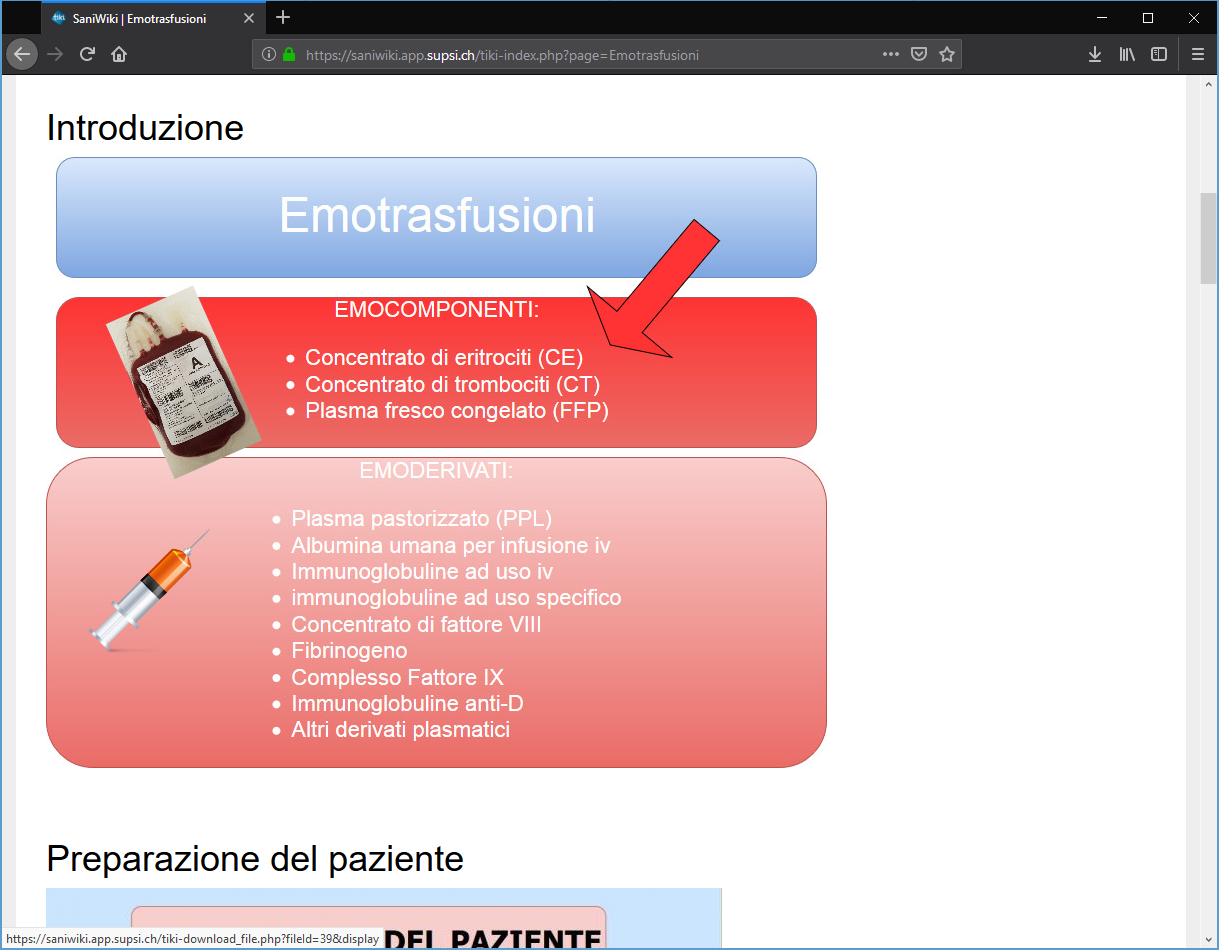 SaniWiki | Emotrasfusioni
https://saniwiki.app.supsi.ch/tiki-index.php?page=Emotrasfusioni
Introduzione
Emotrasfusioni
EMOCOMPONENTI:
Concentrato di eritrociti (CE)
Concentrato di trombociti (CT)
Plasma fresco congelato (FFP)
A
EMODERIVATI:
Plasma pastorizzato (PPL)
Albumina umana per infusione iv
Immunoglobuline ad uso iv
immunoglobuline ad uso specifico
Concentrato di fattore VIII
Fibrinogeno
Complesso Fattore IX
Immunoglobuline anti-D
Altri derivati plasmatici
Preparazione del paziente
DEL PAZIENTE
https://saniwiki.app.supsi.ch/tiki-download_file.php?fileId=39&display